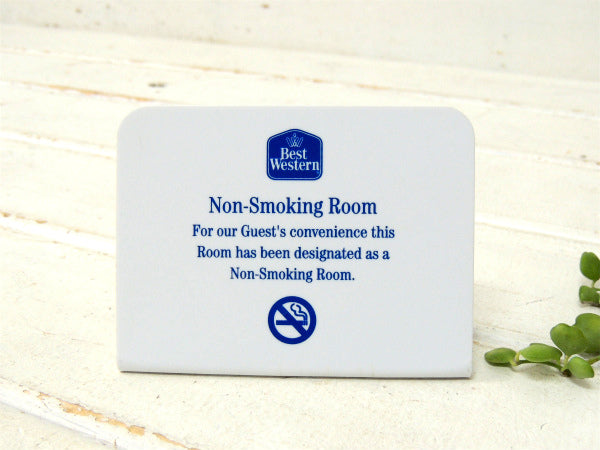 Best
Western
Non-Smoking Room
For our Guest's convenience this
Room has been designated as a
Non-Smoking Room.